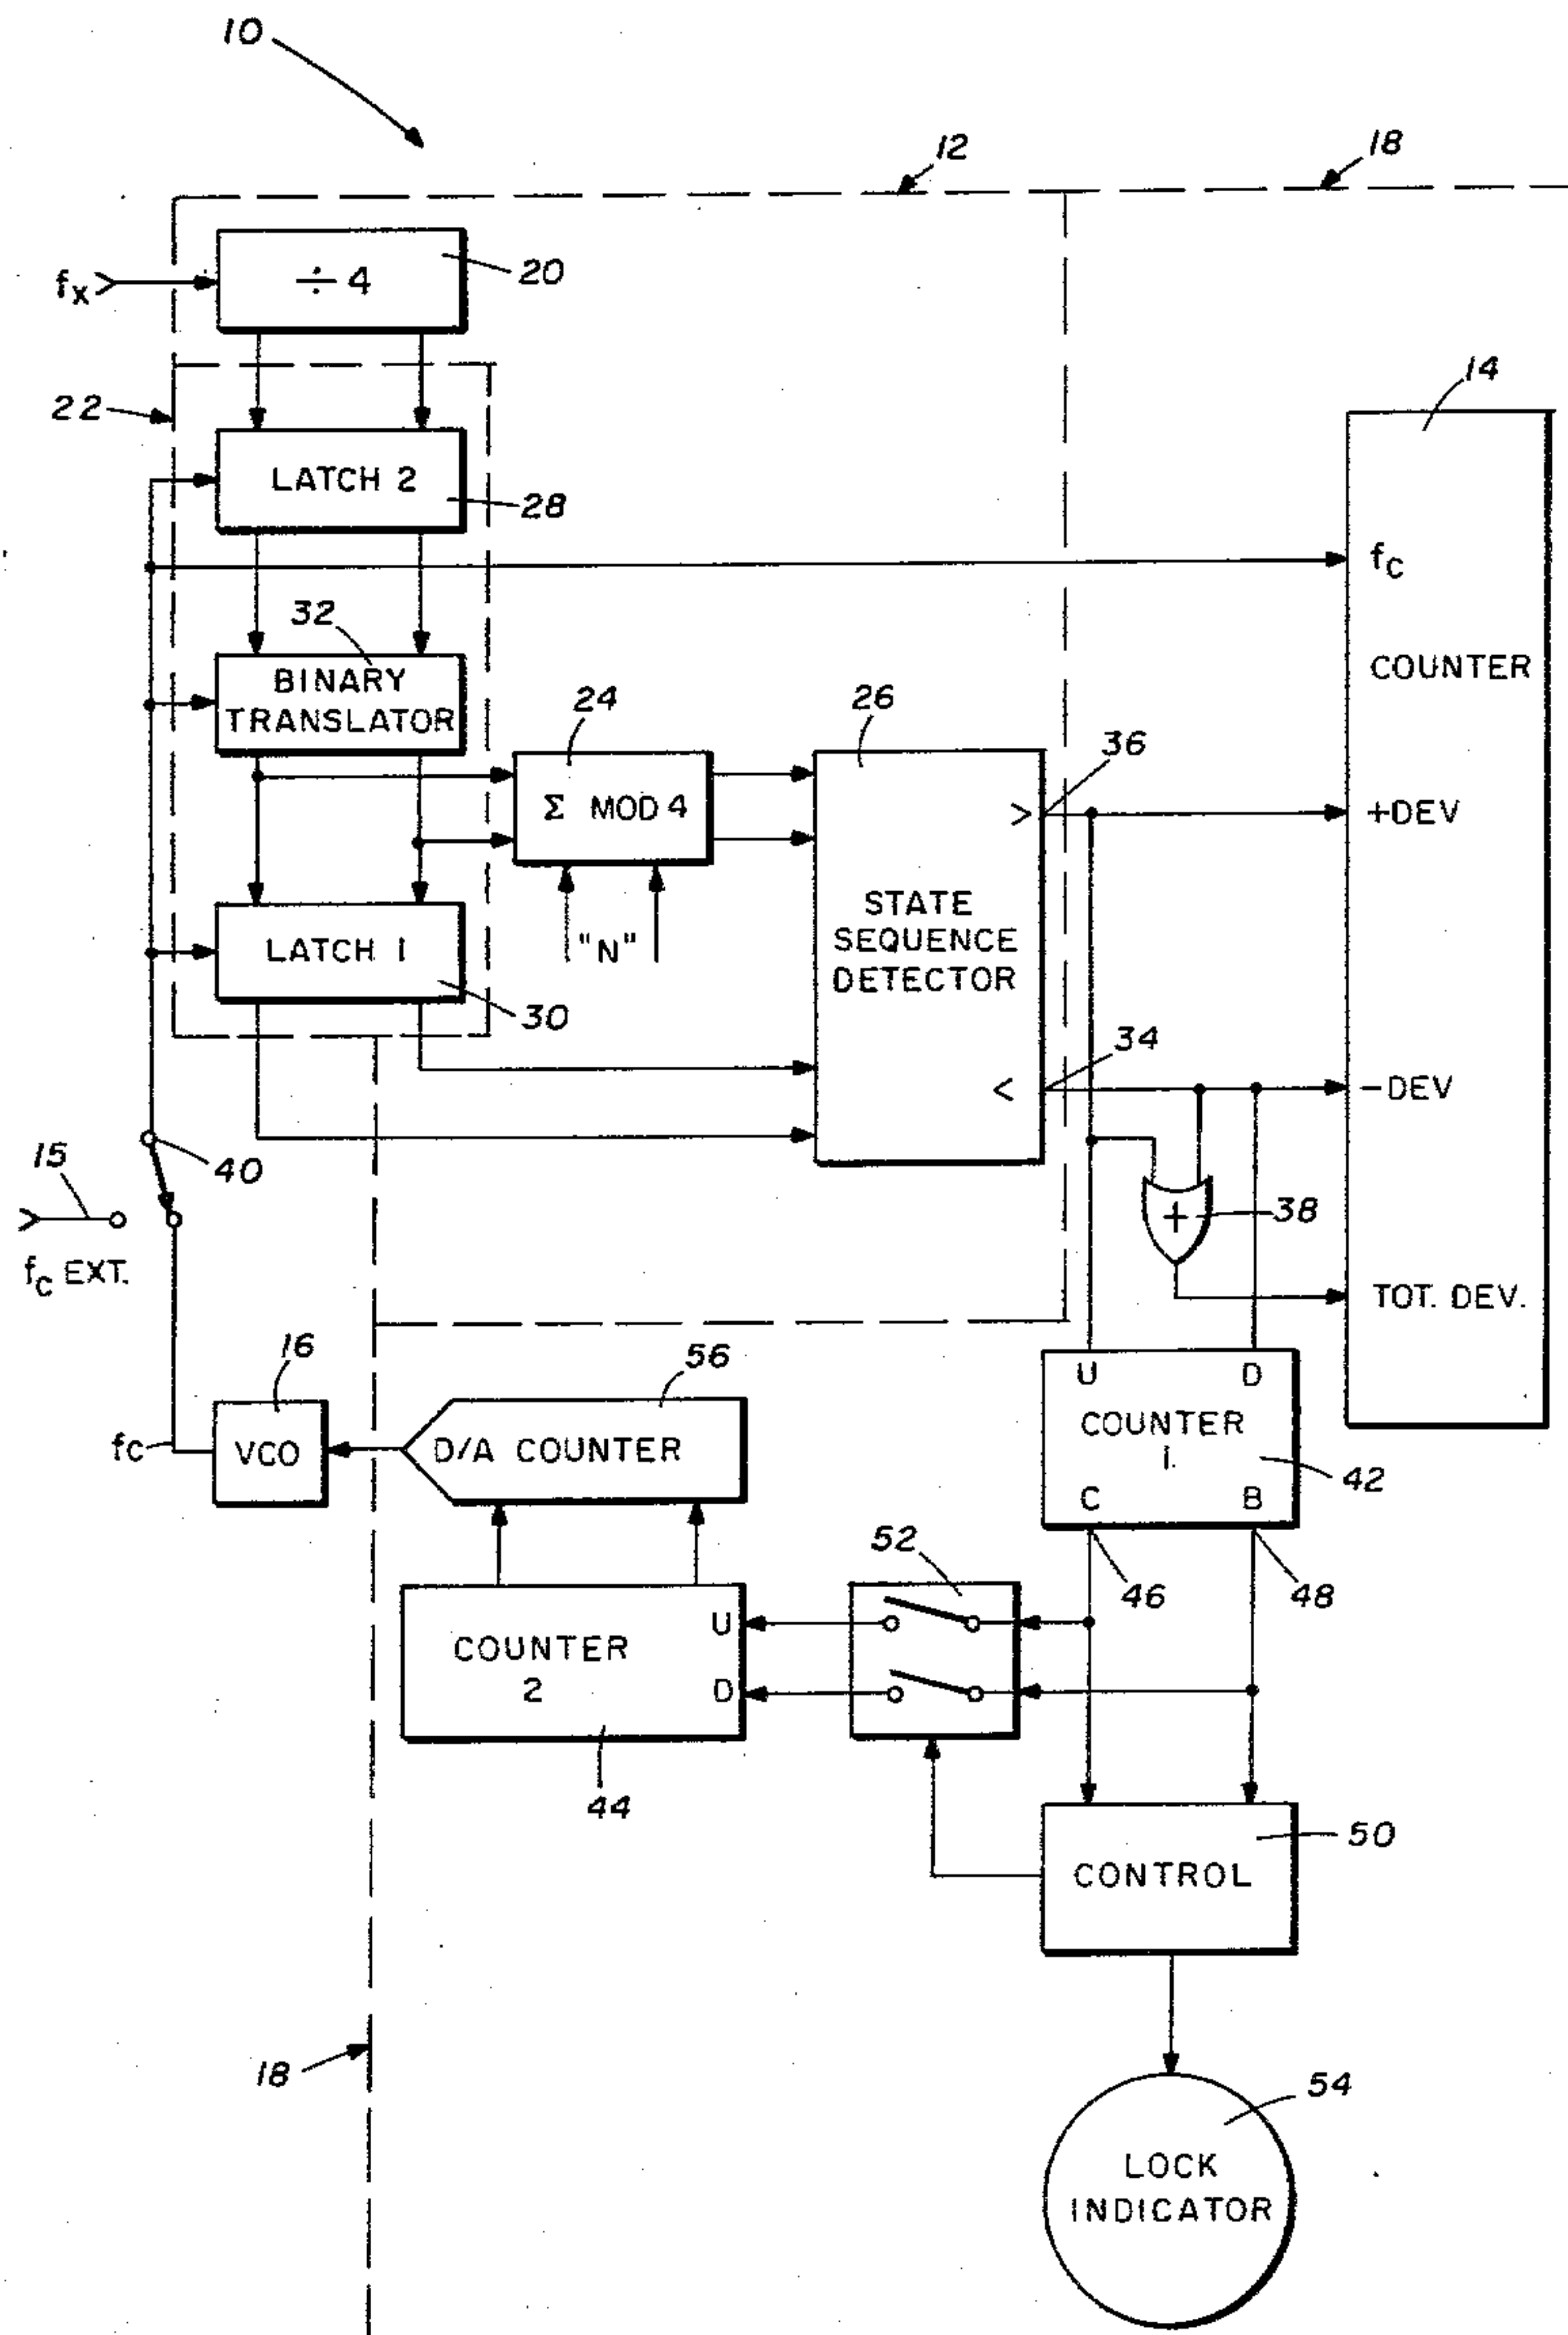 10
12
18
fx
÷ 4
20
14
22
LATCH 2
28
fc
32
BINARY
TRANSLATOR
COUNTER
24
26
36
Σ MOD 4
>
+DEV
"N"
STATE
SEQUENCE
DETECTOR
LATCH 1
30
34
<
-DEV
15
40
+
38
fc EXT.
TOT. DEV.
16
56
U
D
fc
VCO
D/A COUNTER
COUNTER
1.
42
C
B
52
46
48
COUNTER
2
U
D
44
50
CONTROL
18
54
LOCK
INDICATOR